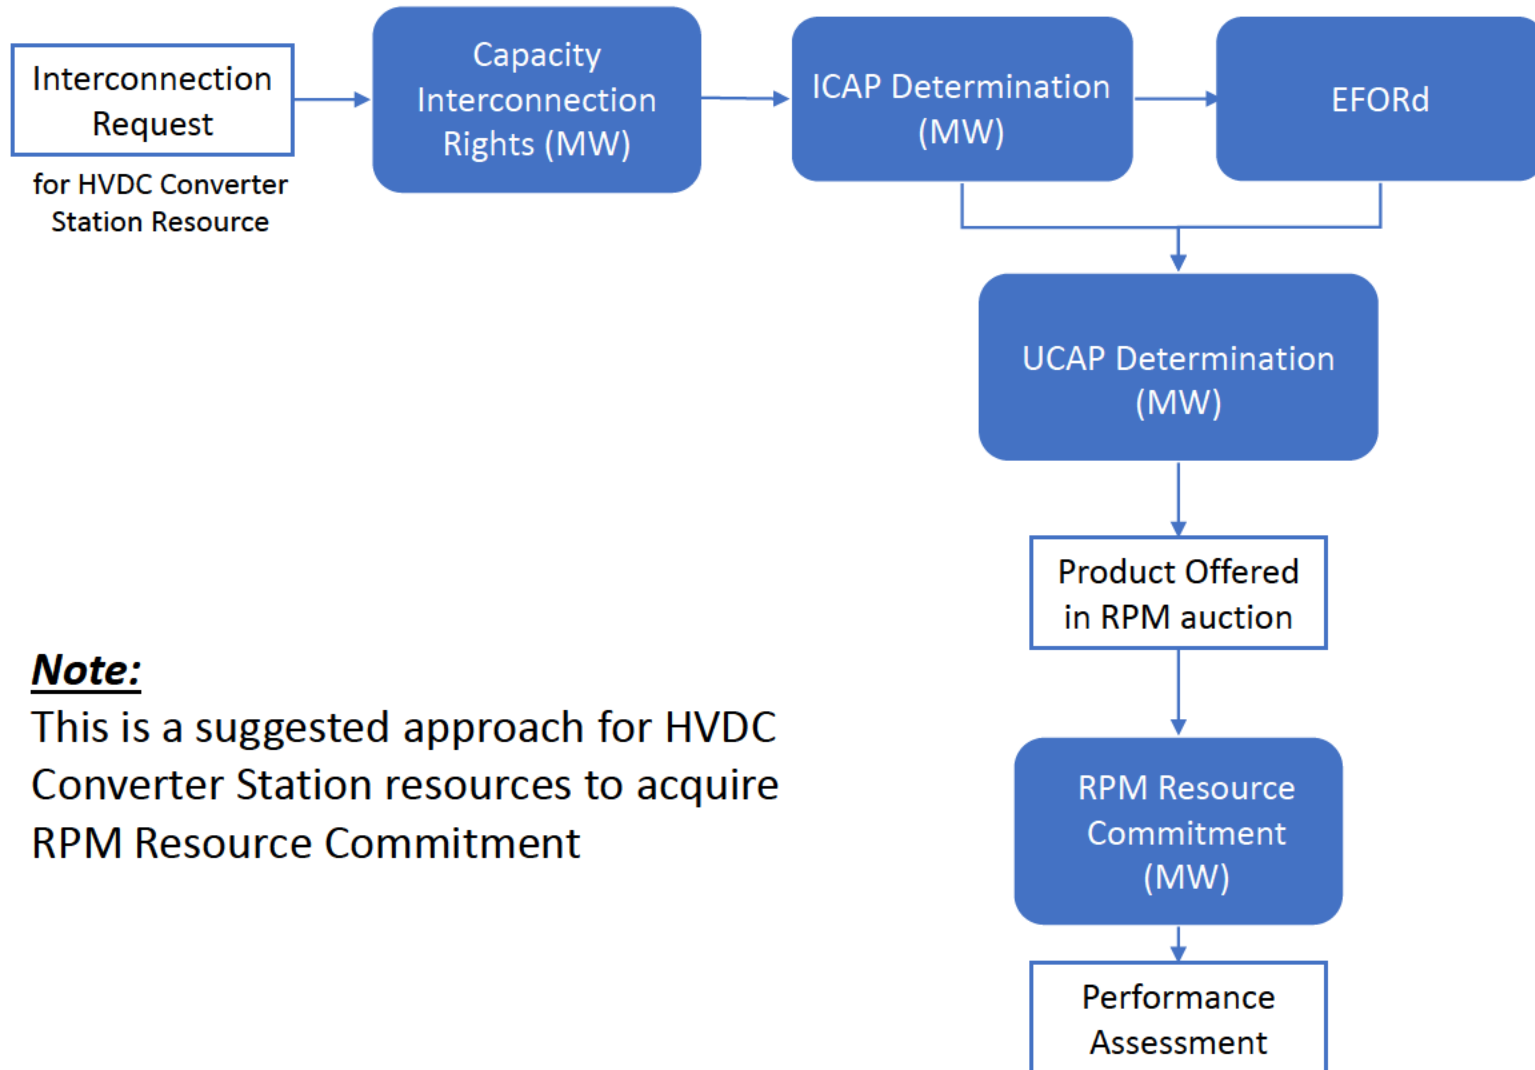 Interconnection
Request
for HVDC Converter
Station Resource
Capacity
Interconnection
Rights (MW)
ICAP Determination
(MW)
EFORd
UCAP Determination
(MW)
Product Offered
in RPM auction
RPM Resource
Commitment
(MW)
Performance
Assessment
Note:
This is a suggested approach for HVDC
Converter Station resources to acquire
RPM Resource Commitment